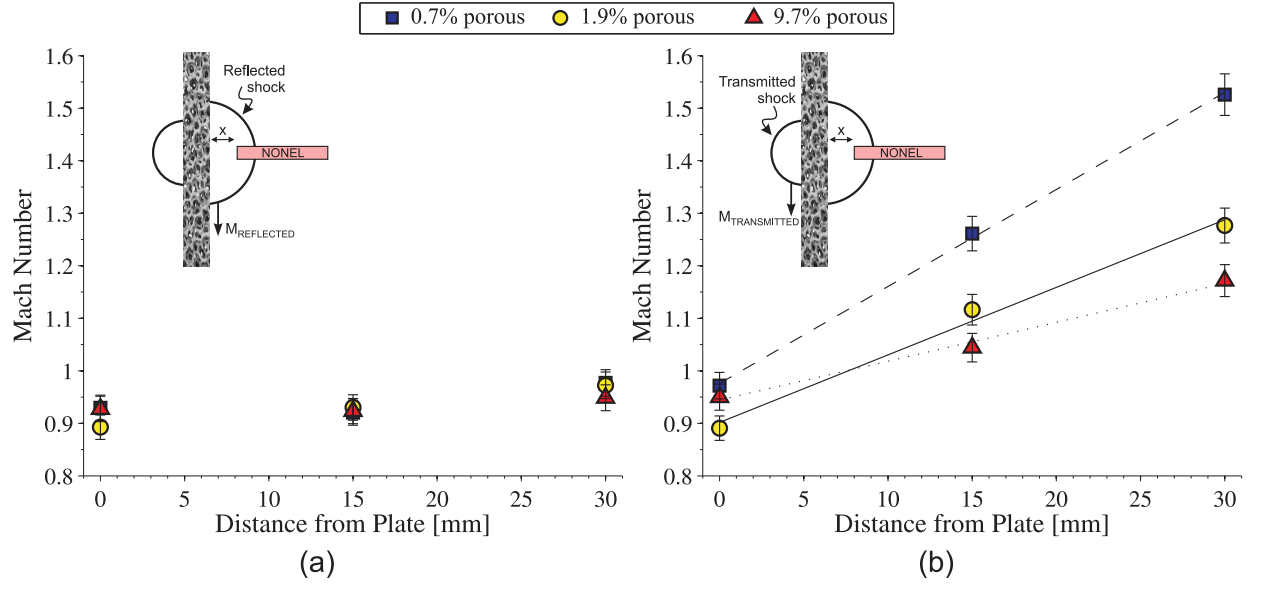 0.7% porous 1.9% porous 9.7% porous
1.6
1.5
1.4
1.3
1.2
1.1
1
0.9
0.8
Mach Number
Reflected
shock
x
NONEL
MREFLECTED
0 5 10 15 20 25 30
Distance from Plate [mm]
(a)
1.6
1.5
1.4
1.3
1.2
1.1
1
0.9
0.8
Mach Number
Transmitted
shock
x
NONEL
MTRANSMITTED
0 5 10 15 20 25 30
Distance from Plate [mm]
(b)